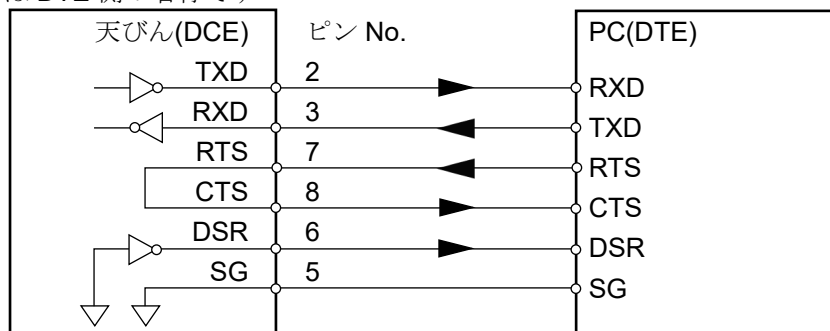 天びん(DCE) ピン No. PC(DTE)
TXD 2 RXD
RXD 3 TXD
RTS 7 RTS
CTS 8 CTS
DSR 6 DSR
SG 5 SG